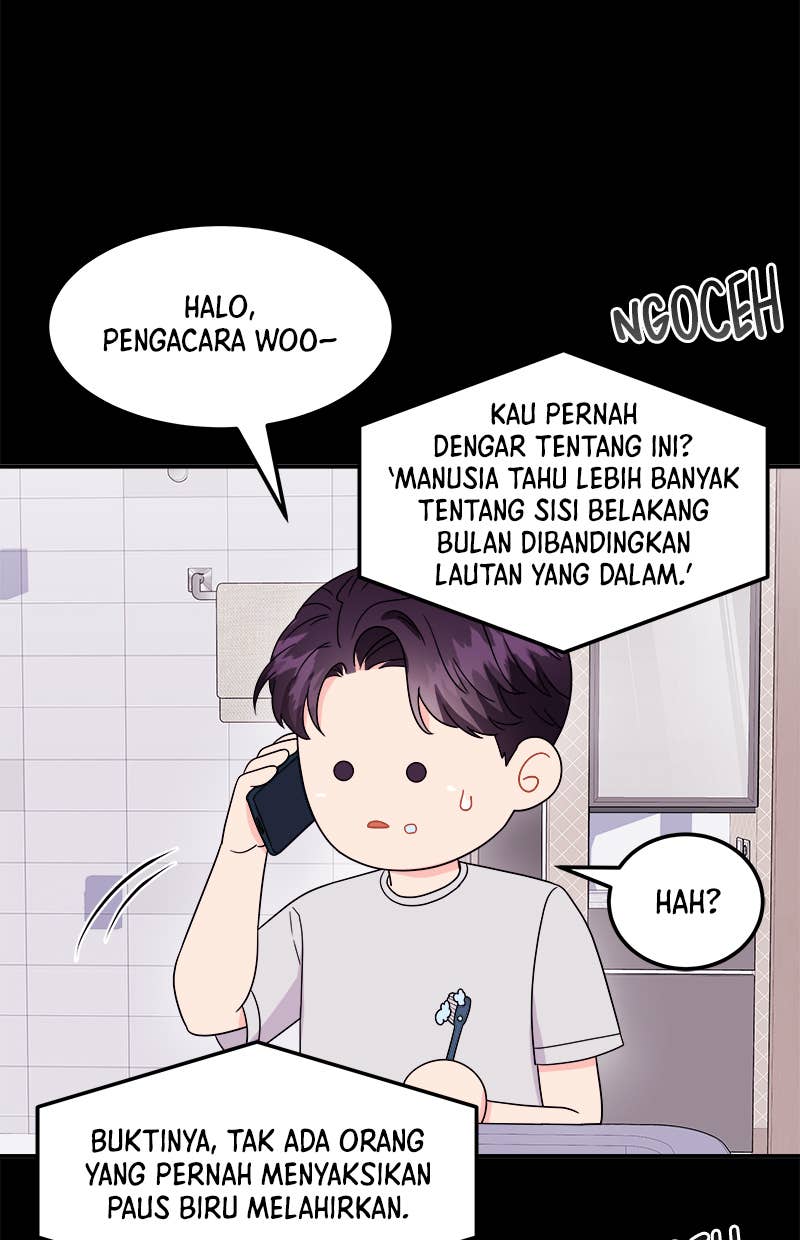 HALO,
PENGACARA WOO~
NGOCEH
KAU PERNAH
DENGAR TENTANG INI?
‘MANUSIA TAHU LEBIH BANYAK
TENTANG SISI BELAKANG
BULAN DIBANDINGKAN
LAUTAN YANG DALAM.’
HAH?
BUKTINYA, TAK ADA ORANG
YANG PERNAH MENYAKSIKAN
PAUS BIRU MELAHIRKAN.